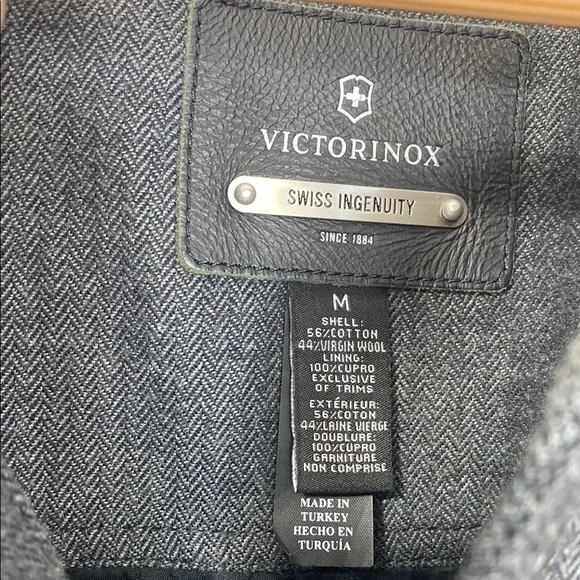 VICTORINOX
SWISS INGENUITY
SINCE 1884
M
SHELL:
56%COTTON
44%VIRGIN WOOL
LINING:
100%CUPRO
EXCLUSIVE
OF TRIMS
EXTÉRIEUR:
56%COTON
44%LAINE VIERGE
DOUBLURE:
100%CUPRO
GARNITURE
NON COMPRISE
MADE IN
TURKEY
HECHO EN
TURQUÍA